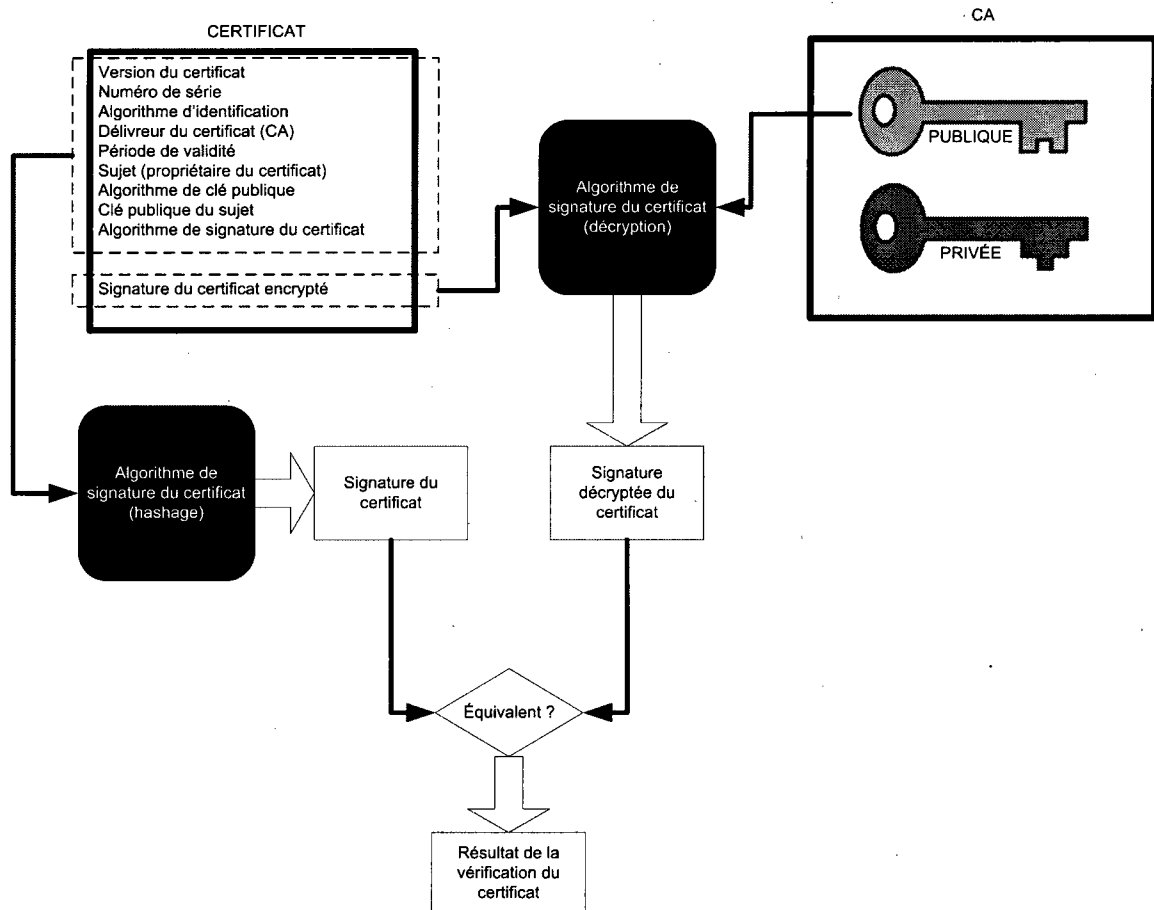 CERTIFICAT
CA
Version du certificat
Numéro de série
Algorithme d'identification
Délivreur du certificat (CA)
Période de validité
Sujet (propriétaire du certificat)
Algorithme de clé publique
Clé publique du sujet
Algorithme de signature du certificat
Signature du certificat encrypté
Algorithme de
signature du certificat
(décryption)
PUBLIQUE
PRIVÉE
Algorithme de
signature du certificat
(hashage)
Signature du
certificat
Signature
décryptée du
certificat
Équivalent ?
Résultat de la
vérification du
certificat